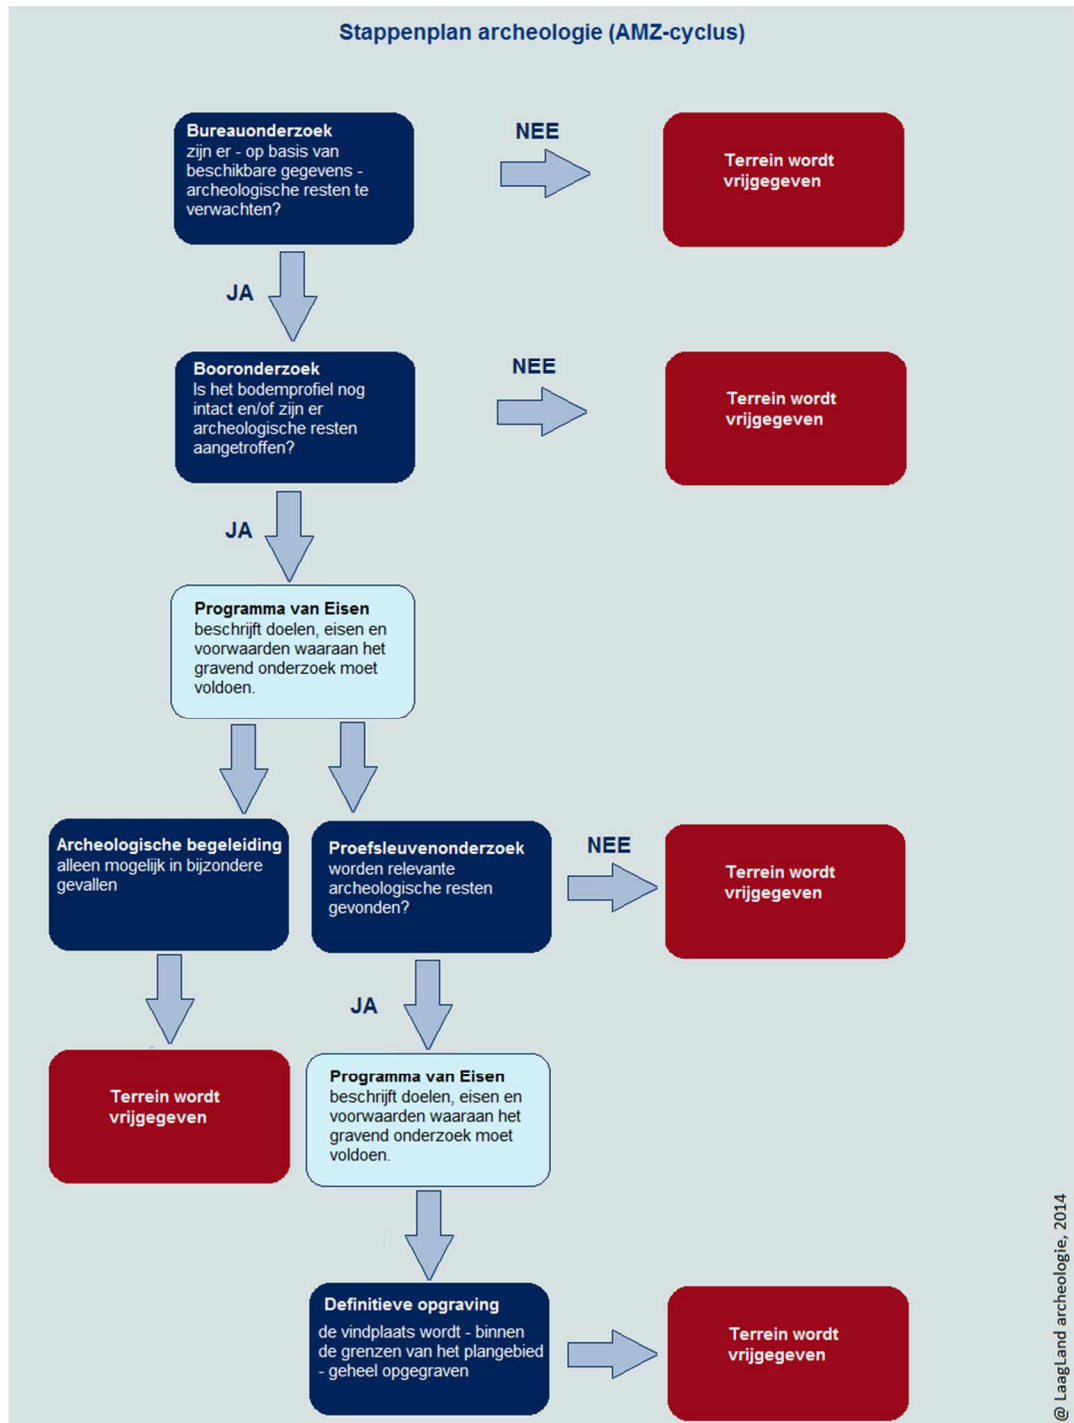 Stappenplan archeologie (AMZ-cyclus)
Bureauonderzoek
zijn er - op basis van
beschikbare gegevens -
archeologische resten te
verwachten?
NEE
Terrein wordt
vrijgegeven
JA
Booronderzoek
Is het bodemprofiel nog
intact en/of zijn er
archeologische resten
aangetroffen?
NEE
Terrein wordt
vrijgegeven
JA
Programma van Eisen
beschrijft doelen, eisen en
voorwaarden waaraan het
gravend onderzoek moet
voldoen.
Archeologische begeleiding
alleen mogelijk in bijzondere
gevallen
Proefsleuvenonderzoek
worden relevante
archeologische resten
gevonden?
NEE
Terrein wordt
vrijgegeven
JA
Terrein wordt
vrijgegeven
Programma van Eisen
beschrijft doelen, eisen en
voorwaarden waaraan het
gravend onderzoek moet
voldoen.
Definitieve opgraving
de vindplaats wordt - binnen
de grenzen van het plangebied
- geheel opgegraven
Terrein wordt
vrijgegeven
@ LaagLand archeologie, 2014